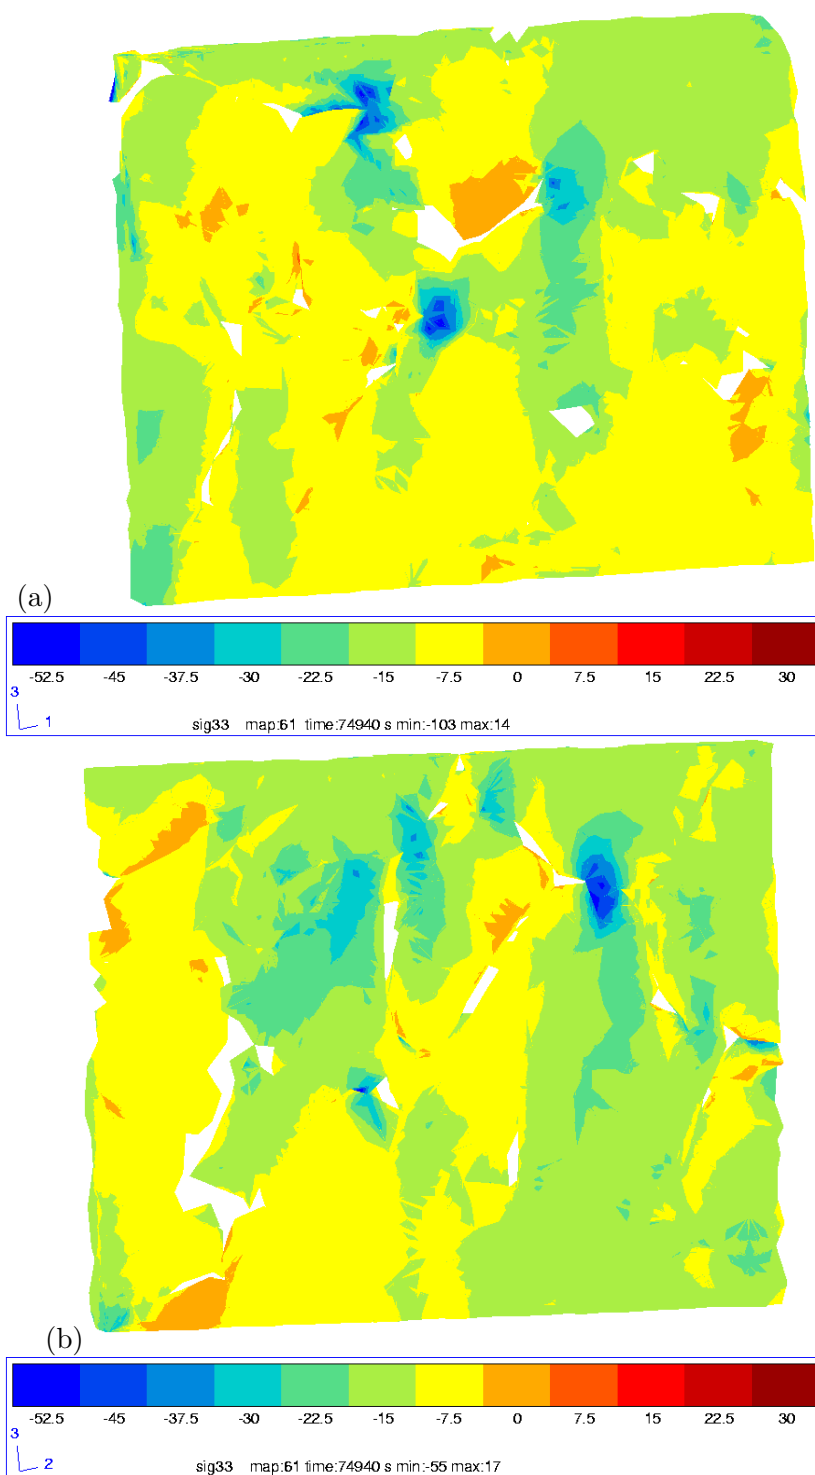 (a)
-52.5 -45 -37.5 -30 -22.5 -15 -7.5 0 7.5 15 22.5 30
3
1
sig33 map:61 time:74940 s min:-103 max:14
(b)
-52.5 -45 -37.5 -30 -22.5 -15 -7.5 0 7.5 15 22.5 30
3
2
sig33 map:61 time:74940 s min:-55 max:17